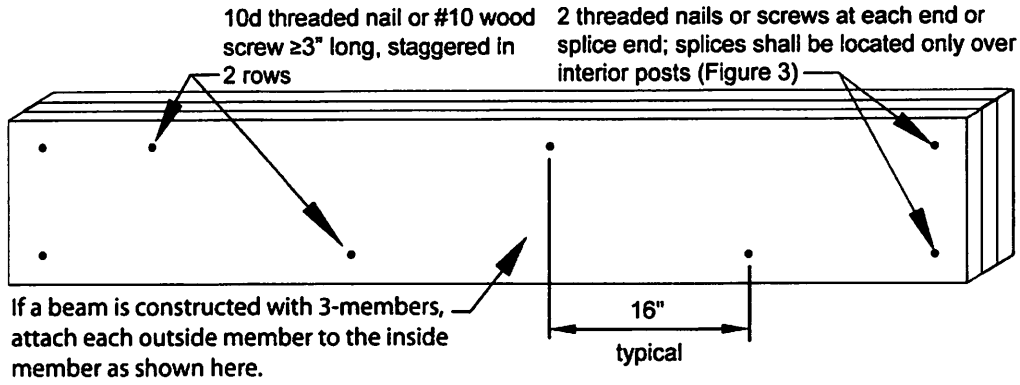 10d threaded nail or #10 wood
screw ≥3" long, staggered in
2 rows
2 threaded nails or screws at each end or
splice end; splices shall be located only over
interior posts (Figure 3)
If a beam is constructed with 3-members,
attach each outside member to the inside
member as shown here.
16"
typical